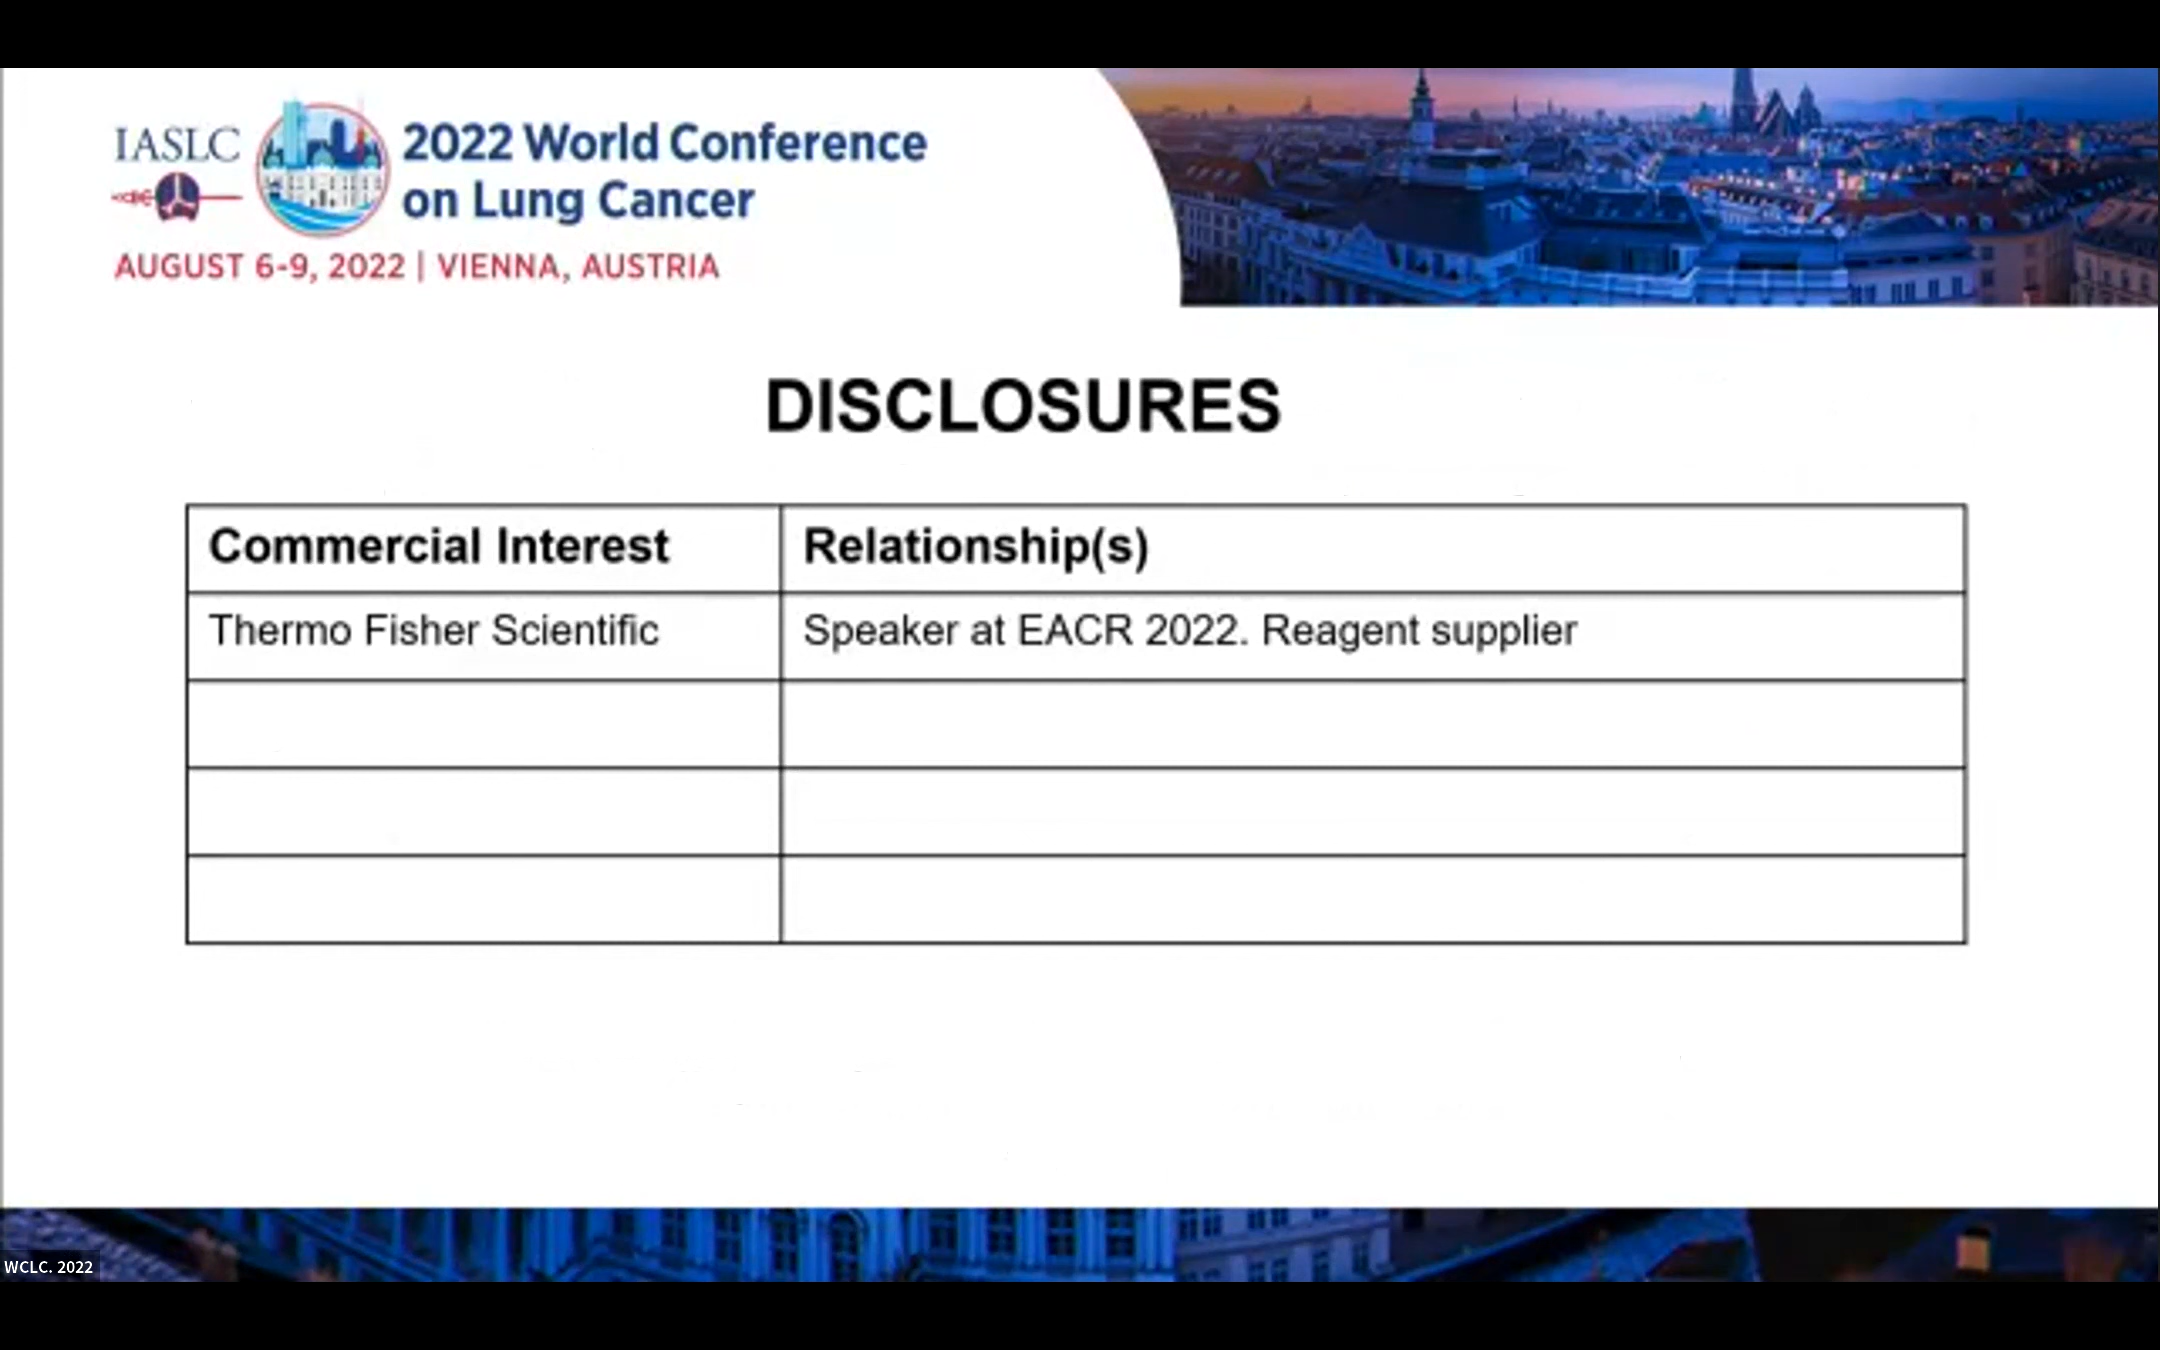 IASLC
2022 World Conference
on Lung Cancer
AUGUST 6-9, 2022 | VIENNA, AUSTRIA
DISCLOSURES
Commercial Interest Relationship(s)
Thermo Fisher Scientific Speaker at EACR 2022. Reagent supplier
WCLC. 2022